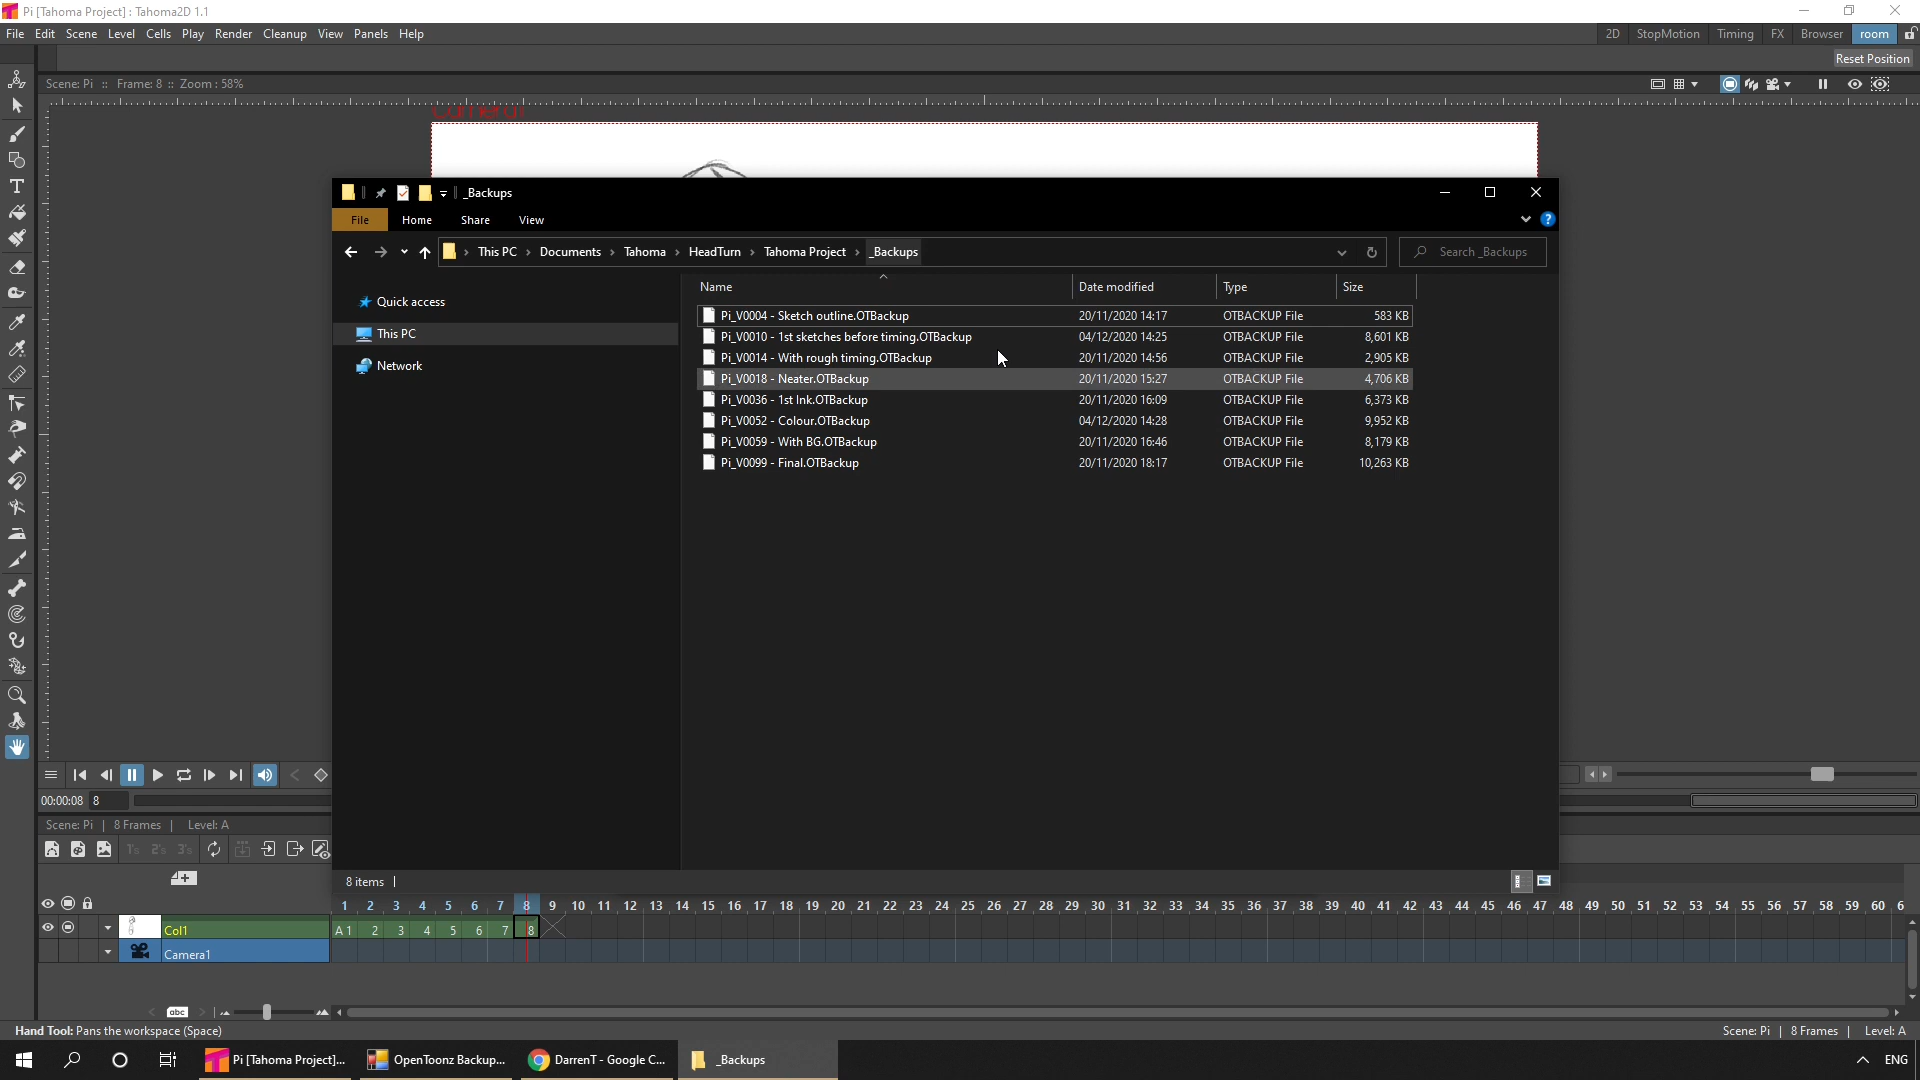 Pi [Tahoma Project] : Tahoma2D 1.1
File Edit Scene Level Cells Play Render Cleanup View Panels Help
2D StopMotion Timing FX Browser room
Reset Position
Scene: Pi :: Frame: 8 :: Zoom : 58%
_Backups
File Home Share View
This PC Documents Tahoma HeadTurn Tahoma Project _Backups
Search _Backups
Quick access
This PC
Network
Name Date modified Type Size
Pi_V0004 - Sketch outline.OTBackup 20/11/2020 14:17 OTBACKUP File 583 KB
Pi_V0010 - 1st sketches before timing.OTBackup 04/12/2020 14:25 OTBACKUP File 8,601 KB
Pi_V0014 - With rough timing.OTBackup 20/11/2020 14:56 OTBACKUP File 2,905 KB
Pi_V0018 - Neater.OTBackup 20/11/2020 15:27 OTBACKUP File 4,706 KB
Pi_V0036 - 1st Ink.OTBackup 20/11/2020 16:09 OTBACKUP File 6,373 KB
Pi_V0052 - Colour.OTBackup 04/12/2020 14:28 OTBACKUP File 9,952 KB
Pi_V0059 - With BG.OTBackup 20/11/2020 16:46 OTBACKUP File 8,179 KB
Pi_V0099 - Final.OTBackup 20/11/2020 18:17 OTBACKUP File 10,263 KB
8 items
00:00:08 8
Scene: Pi | 8 Frames | Level: A
1's 2's 3's
1 2 3 4 5 6 7 8 9 10 11 12 13 14 15 16 17 18 19 20 21 22 23 24 25 26 27 28 29 30 31 32 33 34 35 36 37 38 39 40 41 42 43 44 45 46 47 48 49 50 51 52 53 54 55 56 57 58 59 60 6
Col1 A 1 2 3 4 5 6 7 8
Camera1
abc
Hand Tool: Pans the workspace (Space)
Scene: Pi | 8 Frames | Level: A
Pi [Tahoma Project]... OpenToonz Backup... DarrenT - Google C... _Backups
ENG